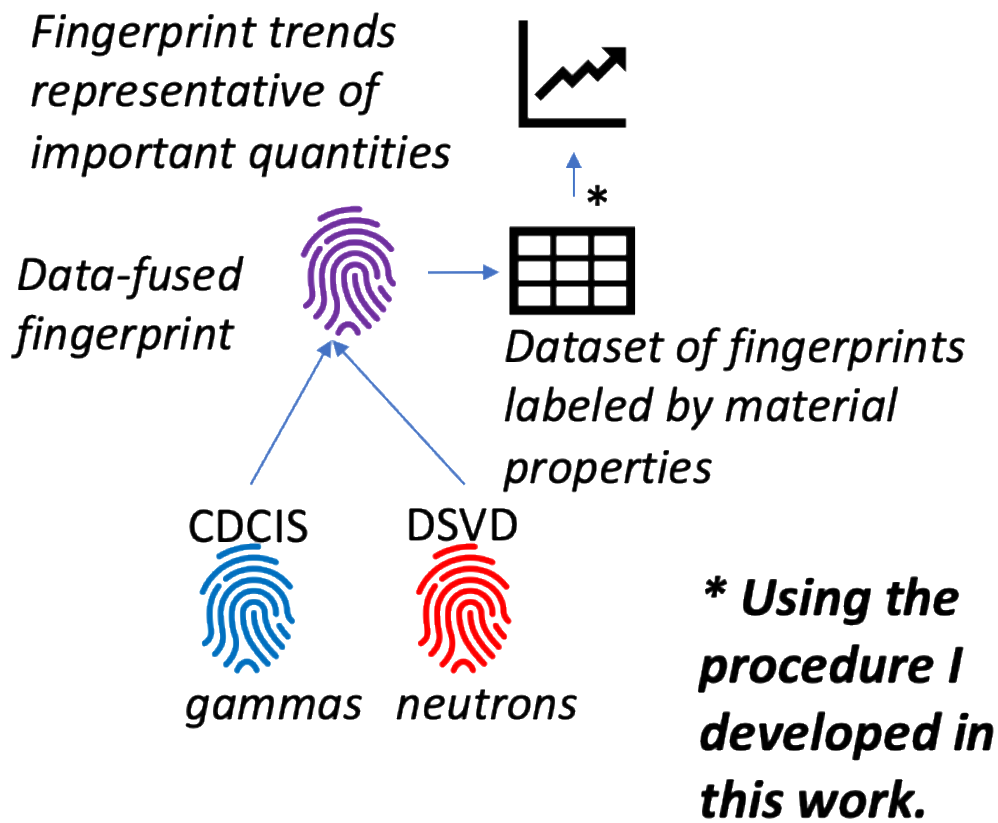 Fingerprint trends
representative of
important quantities
*
Data-fused
fingerprint
Dataset of fingerprints
labeled by material
properties
CDCIS
DSVD
gammas
neutrons
* Using the
procedure I
developed in
this work.